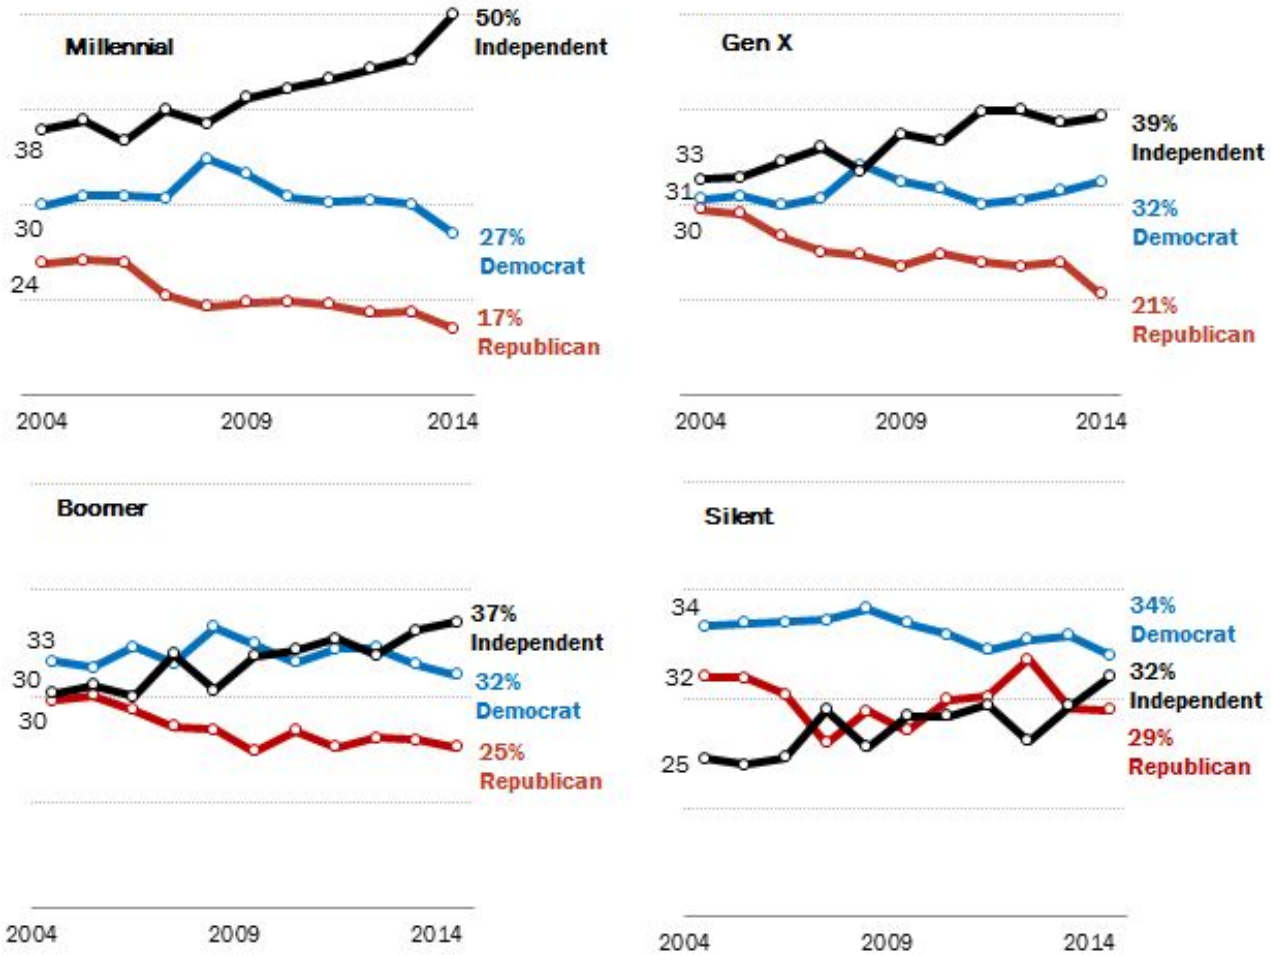 Millennial
50%
Independent
38
30
27%
Democrat
24
17%
Republican
2004 2009 2014
Gen X
39%
Independent
33
31
30
32%
Democrat
21%
Republican
2004 2009 2014
Boomer
37%
Independent
33
30
30
32%
Democrat
25%
Republican
2004 2009 2014
Silent
34
34%
Democrat
32
32%
Independent
25
29%
Republican
2004 2009 2014